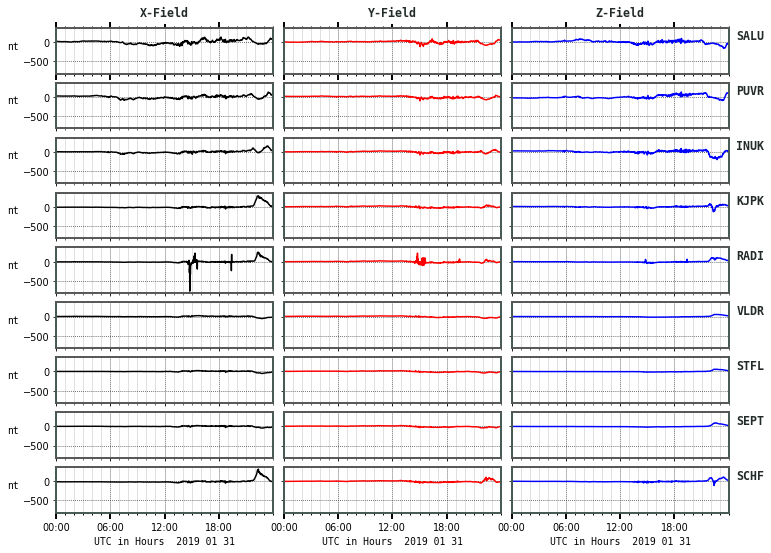 X-Field Y-Field Z-Field
nt 0 −500 SALU
nt 0 −500 PUVR
nt 0 −500 INUK
nt 0 −500 KJPK
nt 0 −500 RADI
nt 0 −500 VLDR
nt 0 −500 STFL
nt 0 −500 SEPT
nt 0 −500 SCHF
00:00 06:00 12:00 18:00 00:00 06:00 12:00 18:00 00:00 06:00 12:00 18:00
UTC in Hours 2019 01 31 UTC in Hours 2019 01 31 UTC in Hours 2019 01 31